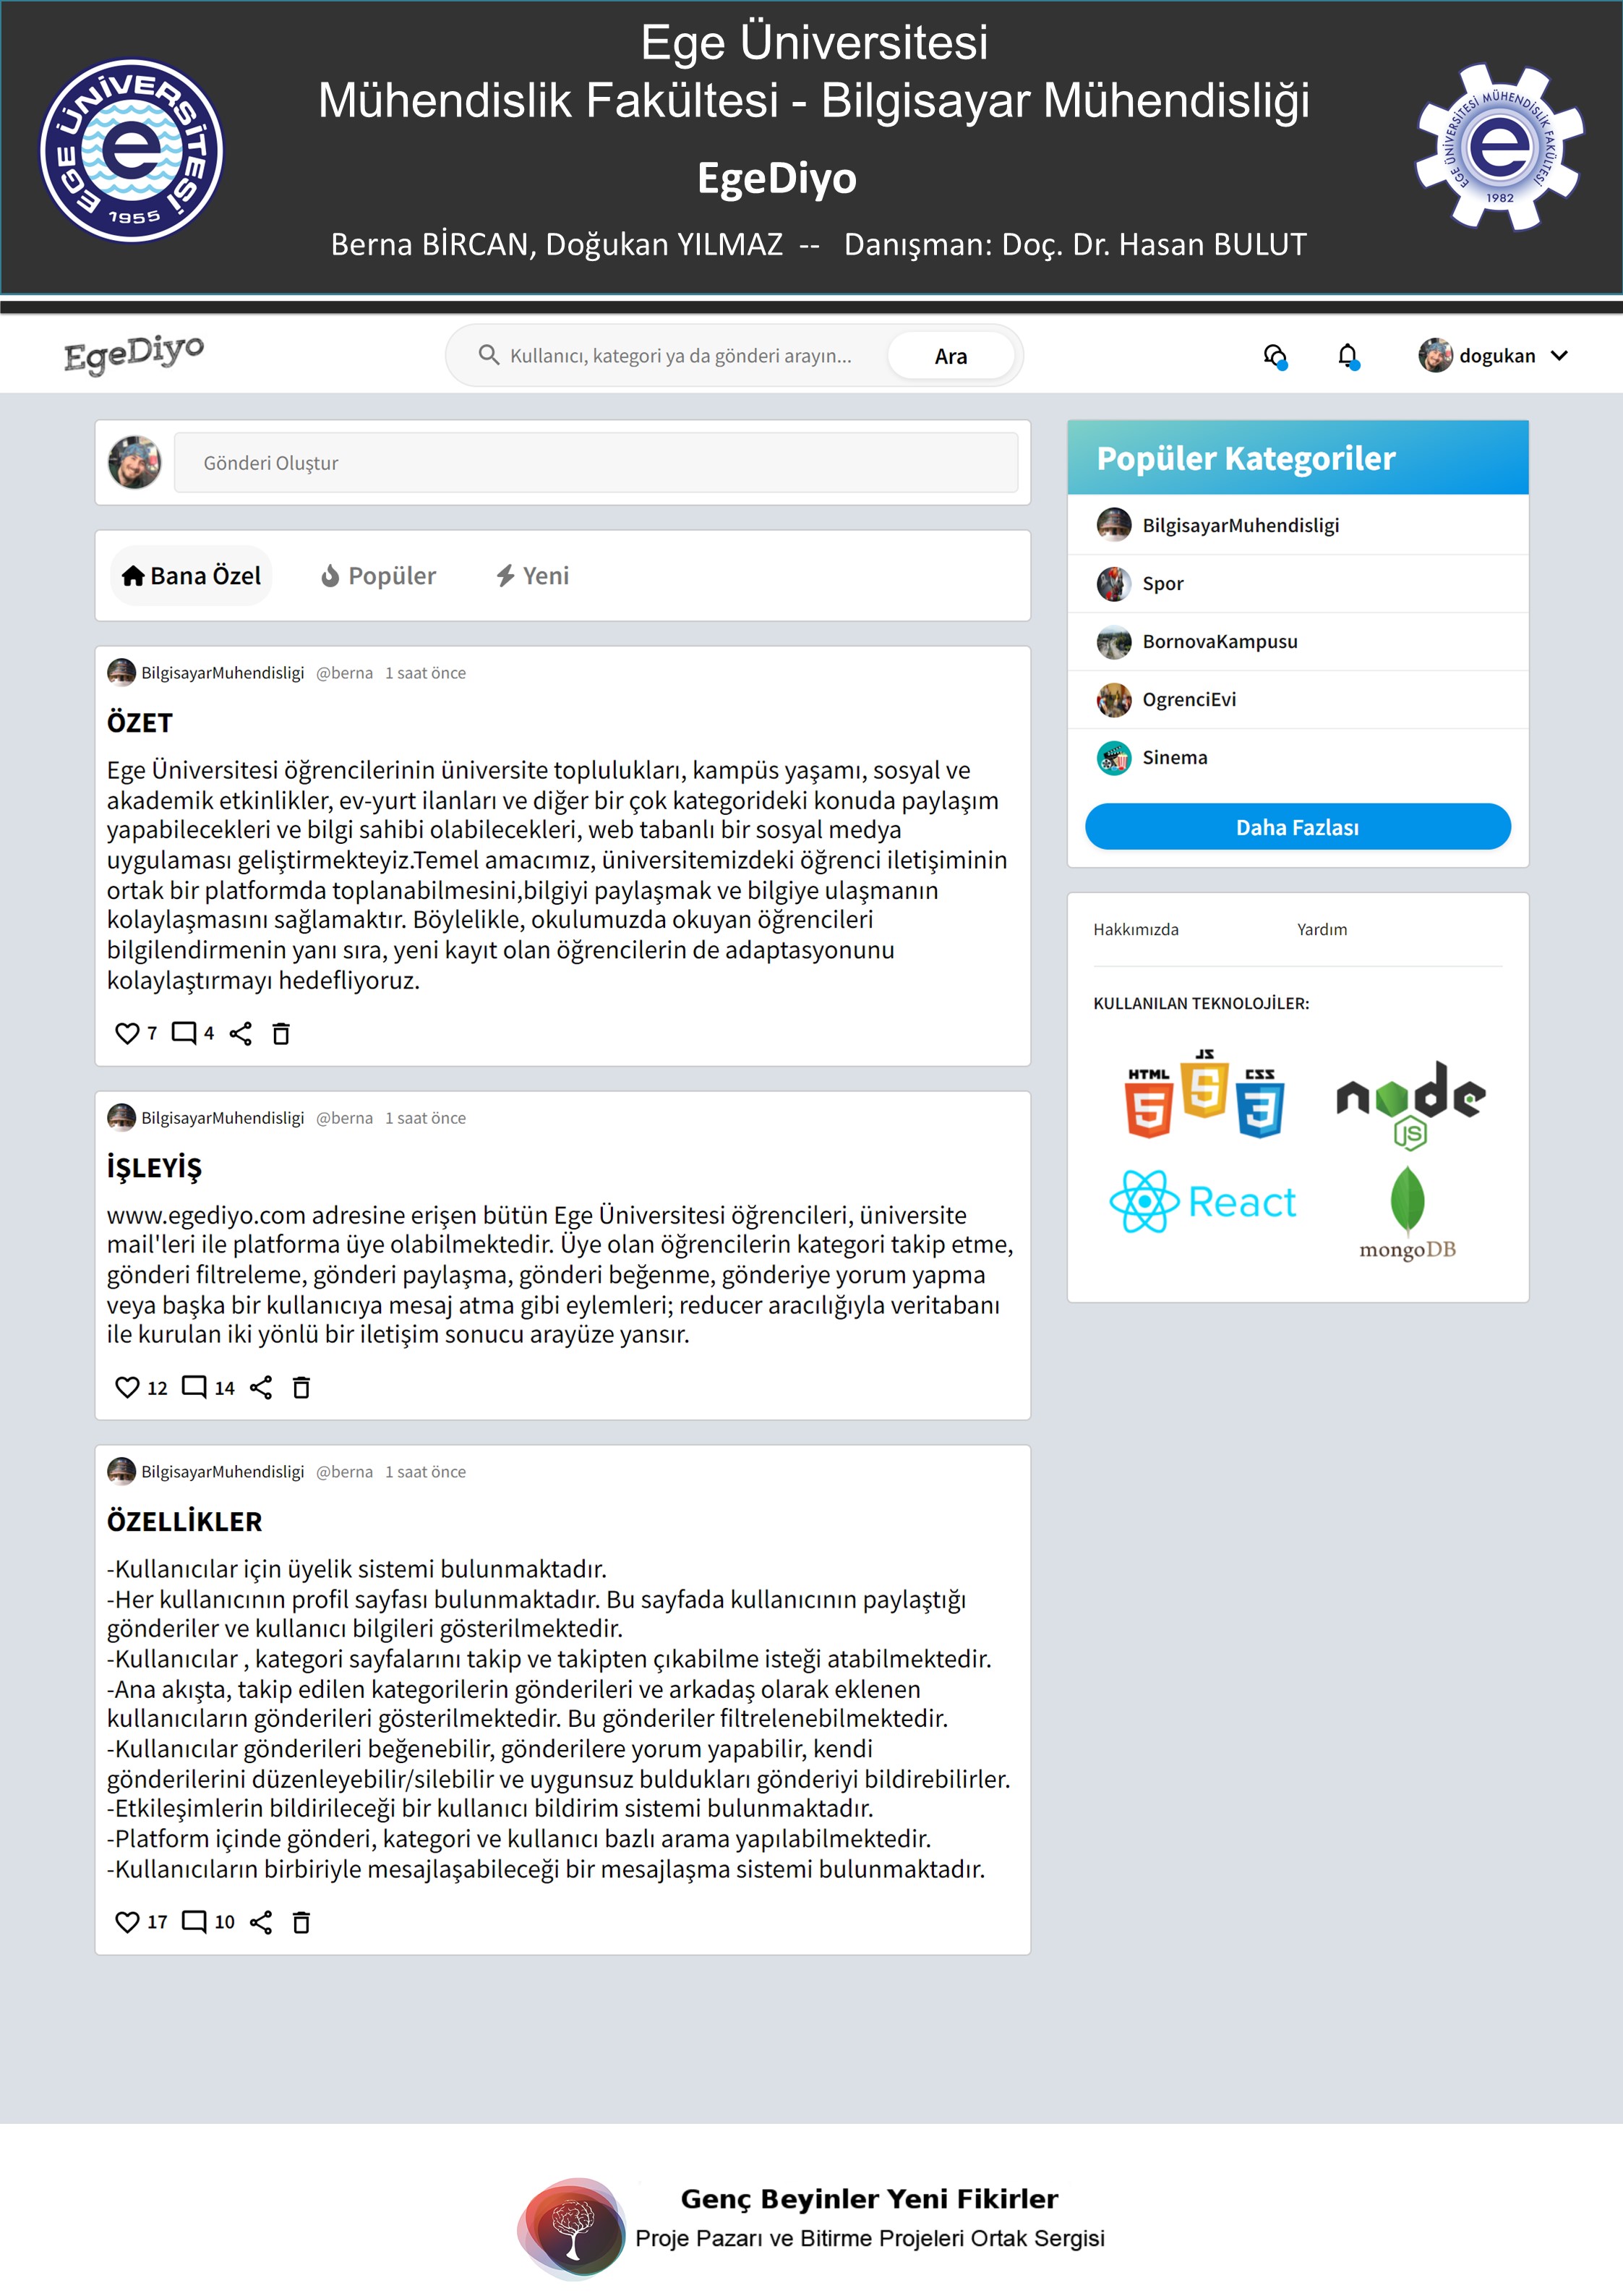 Ege Üniversitesi
Mühendislik Fakültesi - Bilgisayar Mühendisliği
EgeDiyo
Berna BİRCAN, Doğukan YILMAZ -- Danışman: Doç. Dr. Hasan BULUT
EGE ÜNİVERSİTESİ
e
1955
EGE ÜNİVERSİTESİ MÜHENDİSLİK FAKÜLTESİ
e
1982
EgeDiyo
Kullanıcı, kategori ya da gönderi arayın...
Ara
dogukan
Gönderi Oluştur
Bana Özel
Popüler
Yeni
BilgisayarMuhendisligi @berna 1 saat önce
ÖZET
Ege Üniversitesi öğrencilerinin üniversite toplulukları, kampüs yaşamı, sosyal ve
akademik etkinlikler, ev-yurt ilanları ve diğer bir çok kategorideki konuda paylaşım
yapabilecekleri ve bilgi sahibi olabilecekleri, web tabanlı bir sosyal medya
uygulaması geliştirmekteyiz.Temel amacımız, üniversitemizdeki öğrenci iletişiminin
ortak bir platformda toplanabilmesini,bilgiyi paylaşmak ve bilgiye ulaşmanın
kolaylaşmasını sağlamaktır. Böylelikle, okulumuzda okuyan öğrencileri
bilgilendirmenin yanı sıra, yeni kayıt olan öğrencilerin de adaptasyonunu
kolaylaştırmayı hedefliyoruz.
7 4
BilgisayarMuhendisligi @berna 1 saat önce
İŞLEYİŞ
www.egediyo.com adresine erişen bütün Ege Üniversitesi öğrencileri, üniversite
mail'leri ile platforma üye olabilmektedir. Üye olan öğrencilerin kategori takip etme,
gönderi filtreleme, gönderi paylaşma, gönderi beğenme, gönderiye yorum yapma
veya başka bir kullanıcıya mesaj atma gibi eylemleri; reducer aracılığıyla veritabanı
ile kurulan iki yönlü bir iletişim sonucu arayüze yansır.
12 14
BilgisayarMuhendisligi @berna 1 saat önce
ÖZELLİKLER
-Kullanıcılar için üyelik sistemi bulunmaktadır.
-Her kullanıcının profil sayfası bulunmaktadır. Bu sayfada kullanıcının paylaştığı
gönderiler ve kullanıcı bilgileri gösterilmektedir.
-Kullanıcılar , kategori sayfalarını takip ve takipten çıkabilme isteği atabilmektedir.
-Ana akışta, takip edilen kategorilerin gönderileri ve arkadaş olarak eklenen
kullanıcıların gönderileri gösterilmektedir. Bu gönderiler filtrelenebilmektedir.
-Kullanıcılar gönderileri beğenebilir, gönderilere yorum yapabilir, kendi
gönderilerini düzenleyebilir/silebilir ve uygunsuz buldukları gönderiyi bildirebilirler.
-Etkileşimlerin bildirileceği bir kullanıcı bildirim sistemi bulunmaktadır.
-Platform içinde gönderi, kategori ve kullanıcı bazlı arama yapılabilmektedir.
-Kullanıcıların birbiriyle mesajlaşabileceği bir mesajlaşma sistemi bulunmaktadır.
17 10
Popüler Kategoriler
BilgisayarMuhendisligi
Spor
BornovaKampusu
OgrenciEvi
Sinema
Daha Fazlası
Hakkımızda Yardım
KULLANILAN TEKNOLOJİLER:
HTML 5
JS 5
CSS 3
node
JS
React
mongoDB
Genç Beyinler Yeni Fikirler
Proje Pazarı ve Bitirme Projeleri Ortak Sergisi